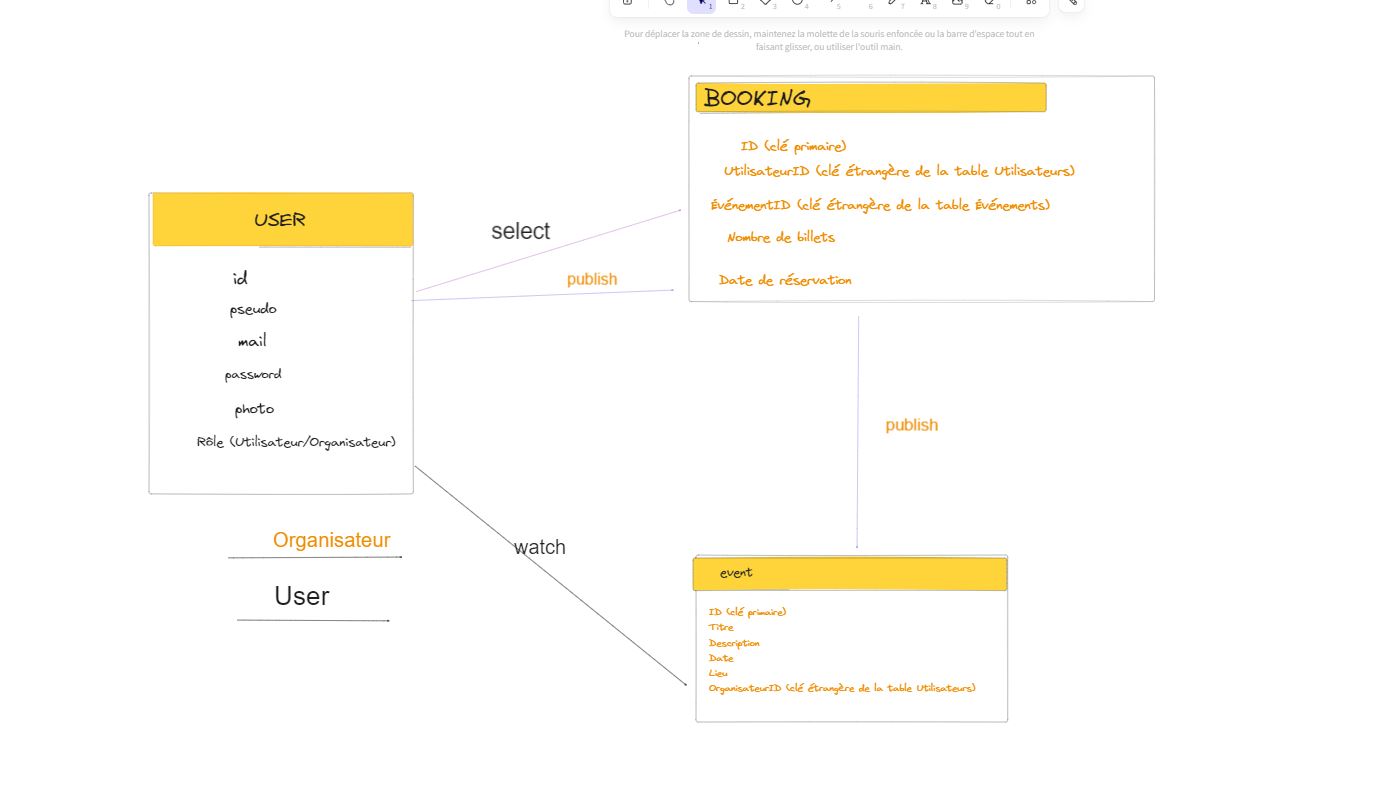 1 2 3 4 5 6 7 8 9 0
Pour déplacer la zone de dessin, maintenez la molette de la souris enfoncée ou la barre d'espace tout en
faisant glisser, ou utiliser l'outil main.
BOOKING
ID (clé primaire)
UtilisateurID (clé étrangère de la table Utilisateurs)
ÉvénementID (clé étrangère de la table Événements)
Nombre de billets
Date de réservation
USER
id
pseudo
mail
password
photo
Rôle (Utilisateur/Organisateur)
select
publish
publish
watch
Organisateur
User
event
ID (clé primaire)
Titre
Description
Date
Lieu
OrganisateurID (clé étrangère de la table Utilisateurs)